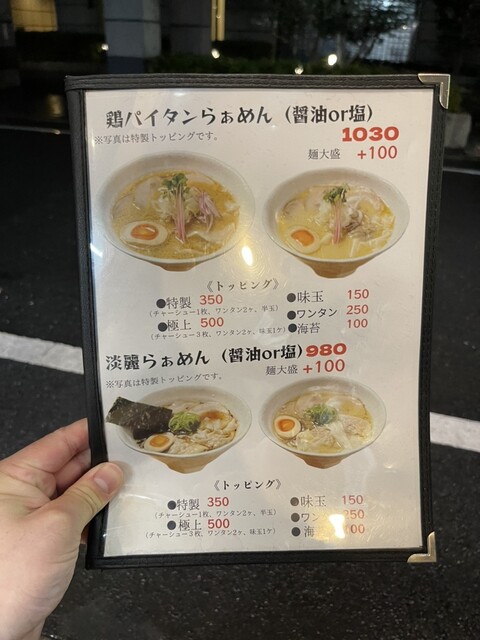 鶏パイタンらぁめん（醤油or塩）
※写真は特製トッピングです。
1030
麺大盛 +100
《トッピング》
●特製 350
（チャーシュー1枚、ワンタン2ヶ、半玉）
●極上 500
（チャーシュー3枚、ワンタン2ヶ、味玉1ケ）
●味玉 150
●ワンタン 250
●海苔 100
淡麗らぁめん（醤油or塩）980
※写真は特製トッピングです。
麺大盛 +100
《トッピング》
●特製 350
（チャーシュー1枚、ワンタン2ヶ、半玉）
●極上 500
（チャーシュー3枚、ワンタン2ヶ、味玉1ケ）
●味玉 150
●ワン 250
●海 100